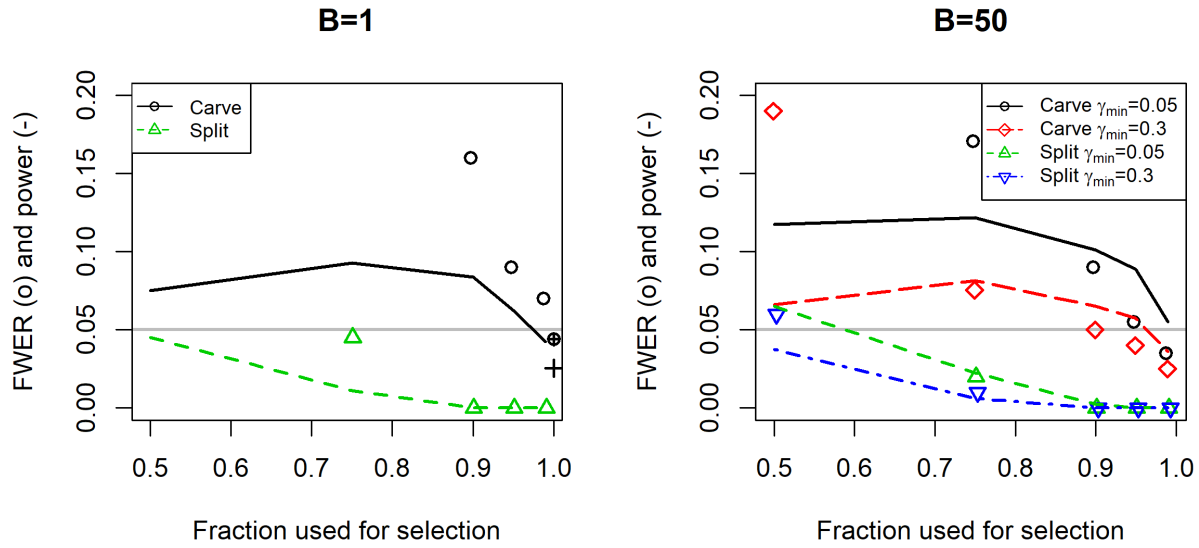 B=1
FWER (o) and power (-)
0.20
0.15
0.10
0.05
0.00
Carve
Split
0.5 0.6 0.7 0.8 0.9 1.0
Fraction used for selection
B=50
FWER (o) and power (-)
0.20
0.15
0.10
0.05
0.00
Carve γmin=0.05
Carve γmin=0.3
Split γmin=0.05
Split γmin=0.3
0.5 0.6 0.7 0.8 0.9 1.0
Fraction used for selection